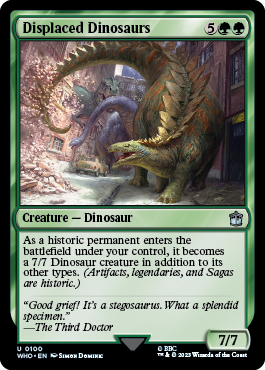 Displaced Dinosaurs 5
Creature — Dinosaur
As a historic permanent enters the
battlefield under your control, it becomes
a 7/7 Dinosaur creature in addition to its
other types. (Artifacts, legendaries, and Sagas
are historic.)
“Good grief! It’s a stegosaurus. What a splendid
specimen.”
—The Third Doctor
7/7
U 0100
WHO • EN Simon Dominic
© BBC
™ & © 2023 Wizards of the Coast